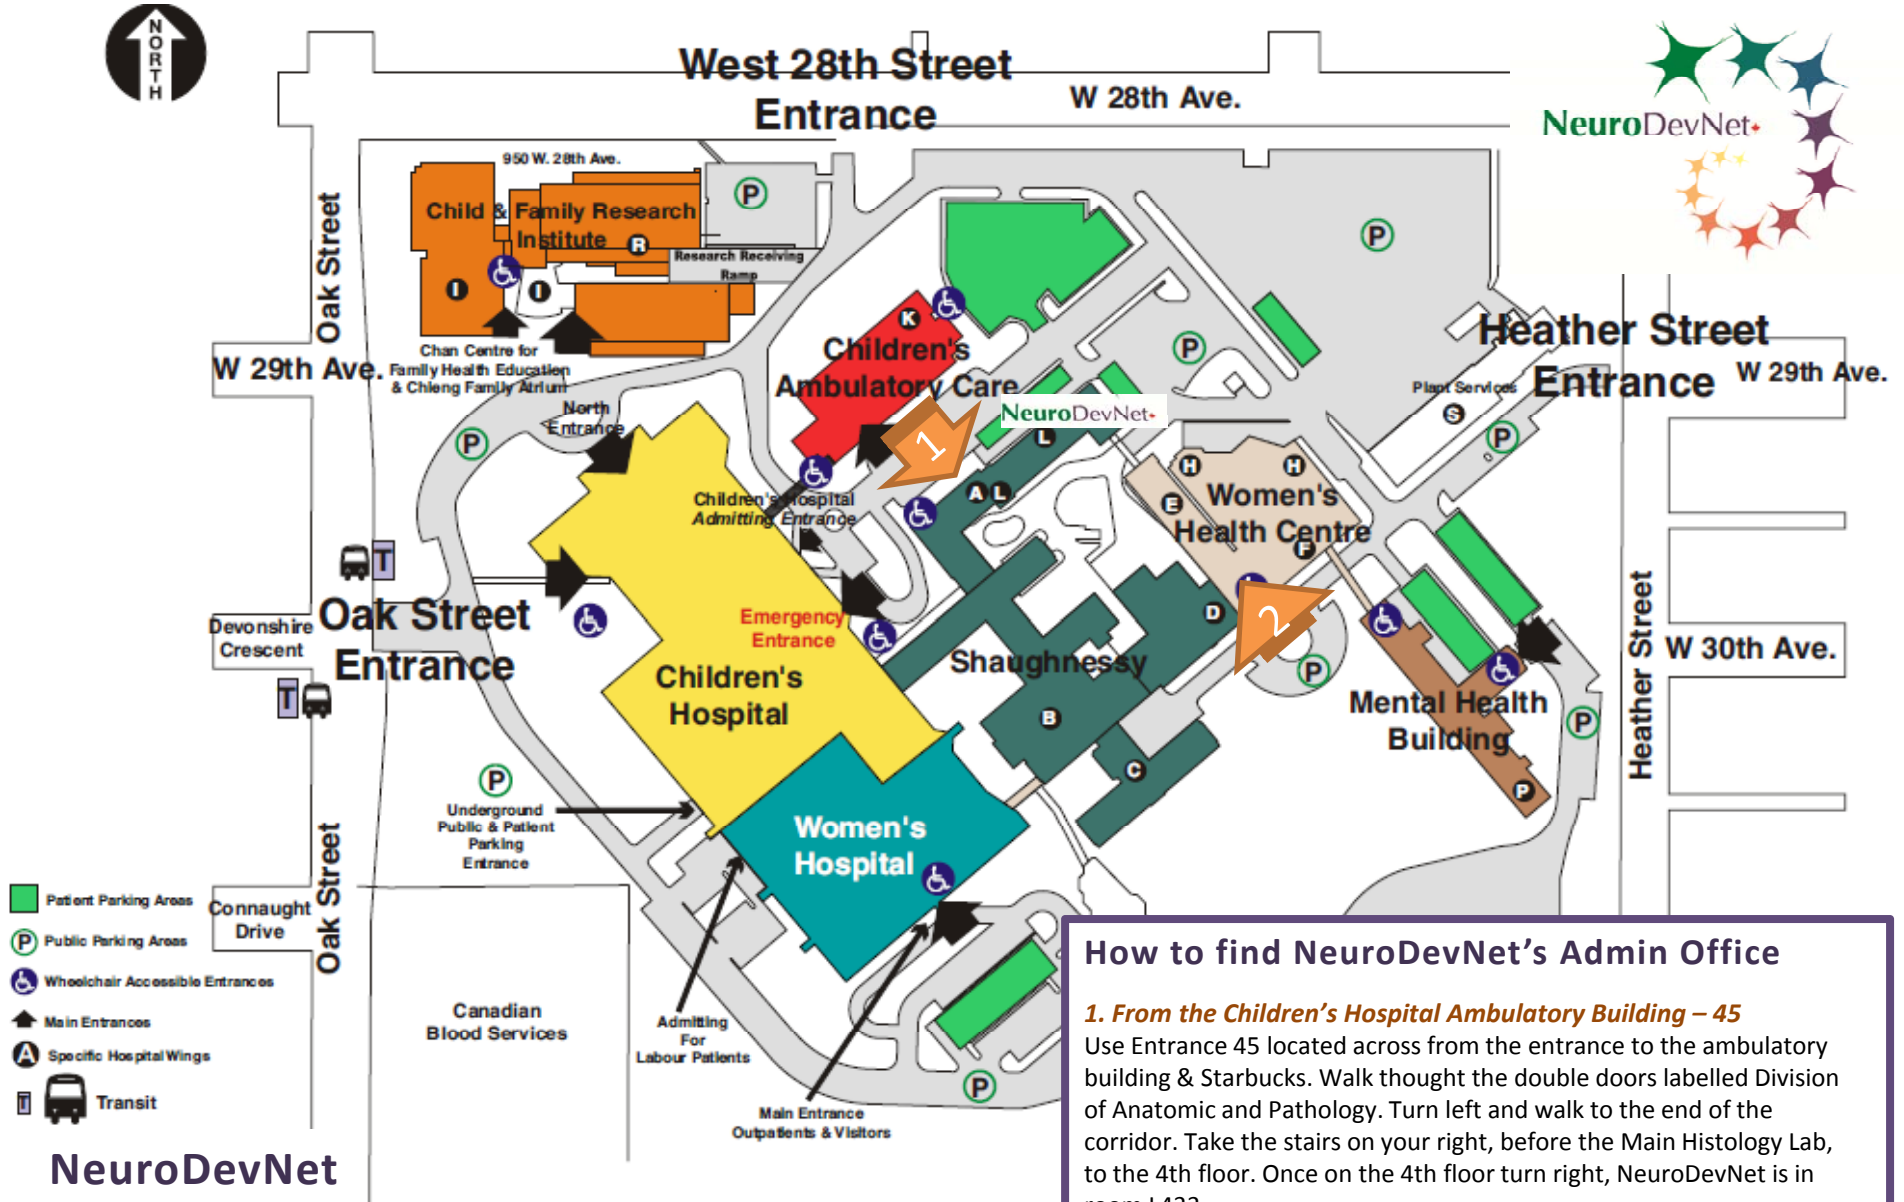 NORTH
West 28th Street
Entrance
W 28th Ave.
NeuroDevNet
950 W. 28th Ave.
Child & Family Research
Institute
R
I
I
P
Research Receiving
Ramp
Oak Street
W 29th Ave.
Chan Centre for
Family Health Education
& Chieng Family Atrium
North
Entrance
P
K
Children's
Ambulatory Care
P
P
Heather Street
Entrance
W 29th Ave.
Plant Services
S
P
NeuroDevNet
1
L
A L
H
H
E
Women's
Health Centre
F
Children's Hospital
Admitting Entrance
T
Devonshire
Crescent
Oak Street
Entrance
T
Emergency
Entrance
Children's
Hospital
Shaughnessy
D
B
C
2
P
Mental Health
Building
P
P
Heather Street
W 30th Ave.
P
Underground
Public & Patient
Parking
Entrance
Women's
Hospital
Oak Street
Connaught
Drive
Patient Parking Areas
P Public Parking Areas
Wheelchair Accessible Entrances
Main Entrances
A Specific Hospital Wings
T Transit
Canadian
Blood Services
Admitting
For
Labour Patients
Main Entrance
Outpatients & Visitors
P
NeuroDevNet
How to find NeuroDevNet’s Admin Office
1. From the Children’s Hospital Ambulatory Building – 45
Use Entrance 45 located across from the entrance to the ambulatory
building & Starbucks. Walk thought the double doors labelled Division
of Anatomic and Pathology. Turn left and walk to the end of the
corridor. Take the stairs on your right, before the Main Histology Lab,
to the 4th floor. Once on the 4th floor turn right, NeuroDevNet is in